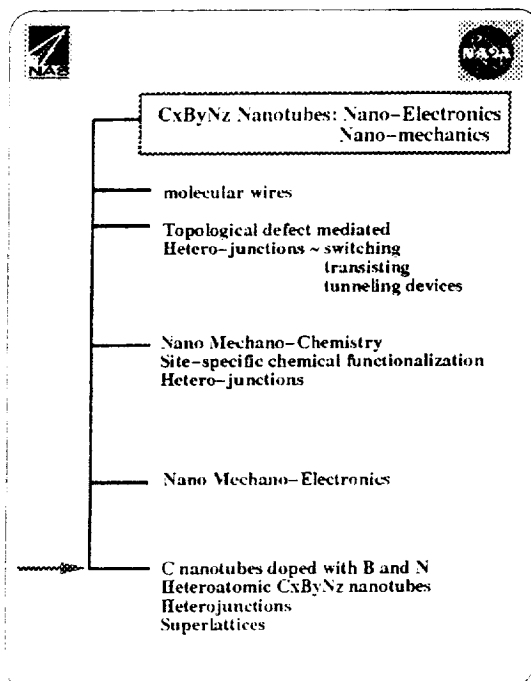 NAS
NASA
CxByNz Nanotubes: Nano-Electronics
Nano-mechanics
molecular wires
Topological defect mediated
Hetero-junctions ~ switching
transisting
tunneling devices
Nano Mechano-Chemistry
Site-specific chemical functionalization
Hetero-junctions
Nano Mechano-Electronics
C nanotubes doped with B and N
Heteroatomic CxByNz nanotubes
Heterojunctions
Superlattices